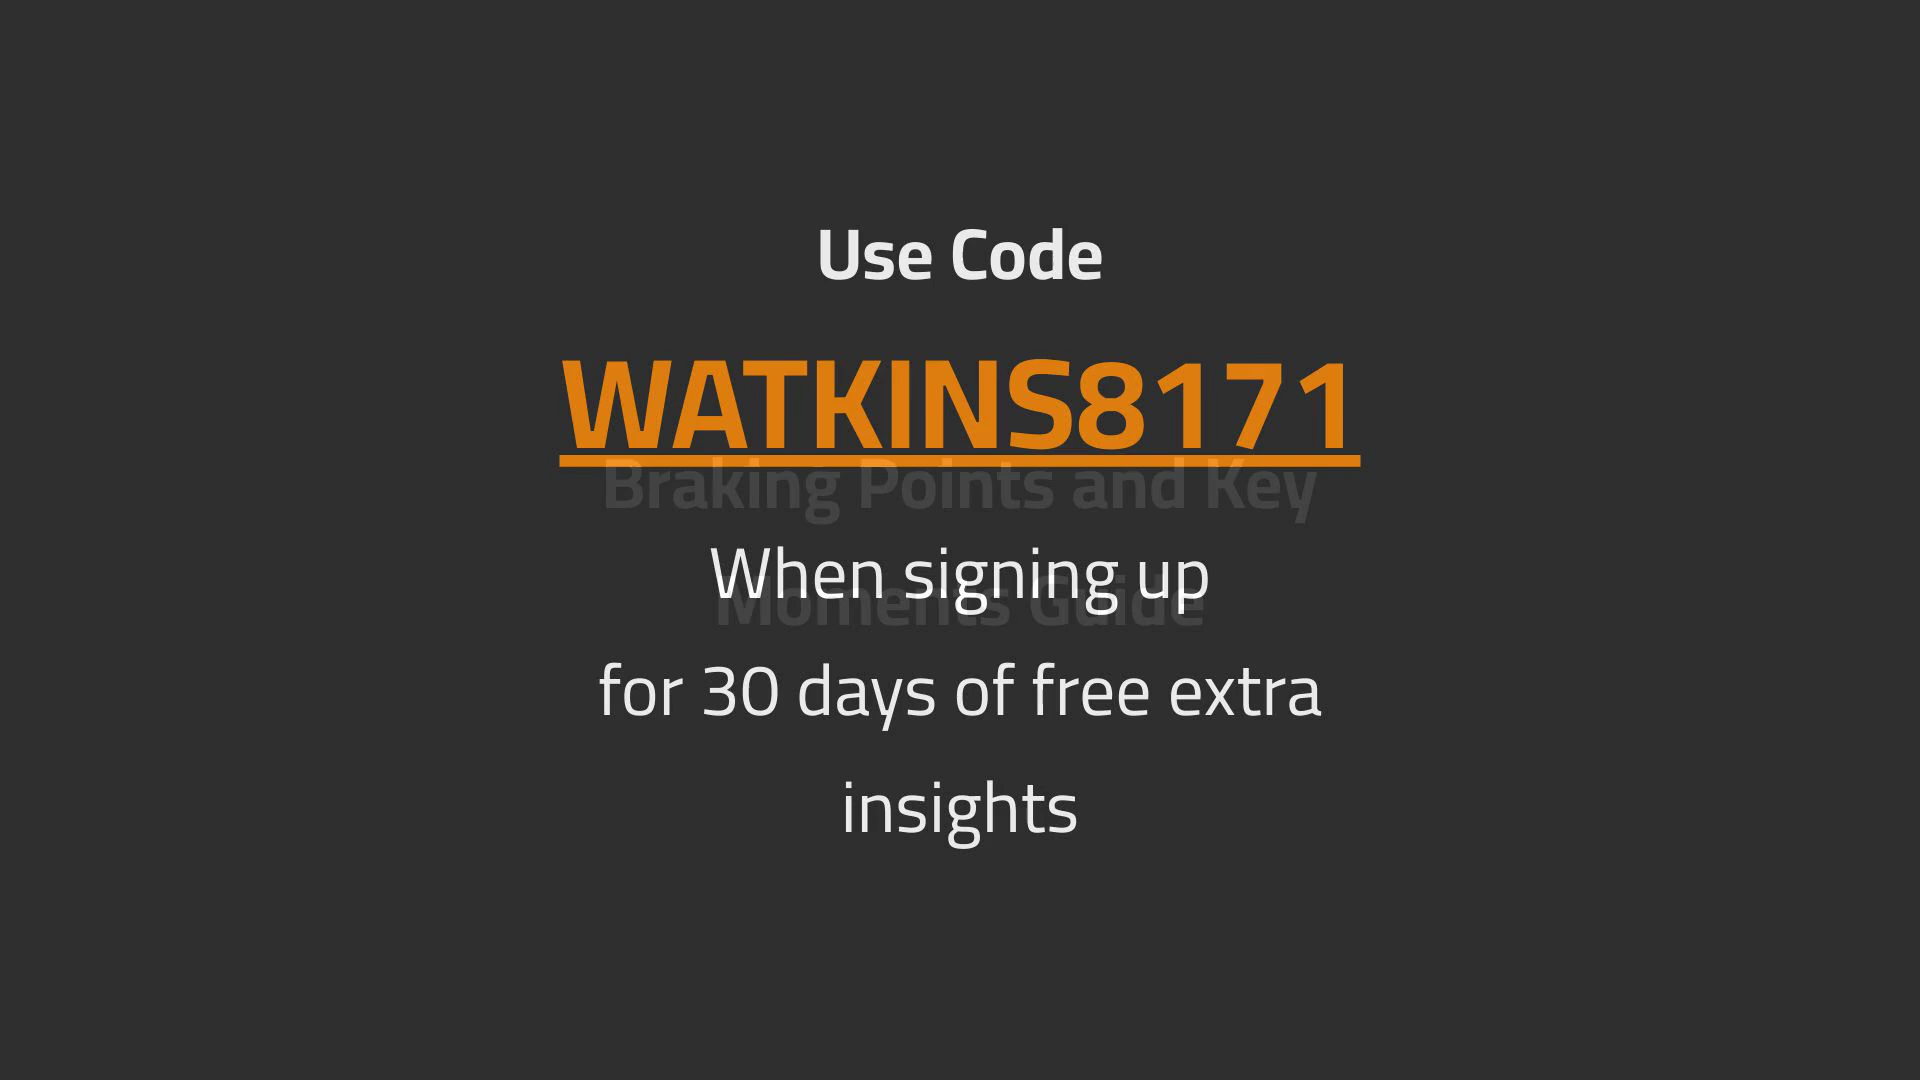 Use Code
WATKINS8171
Braking Points and Key
When signing up
Moments Guide
for 30 days of free extra
insights